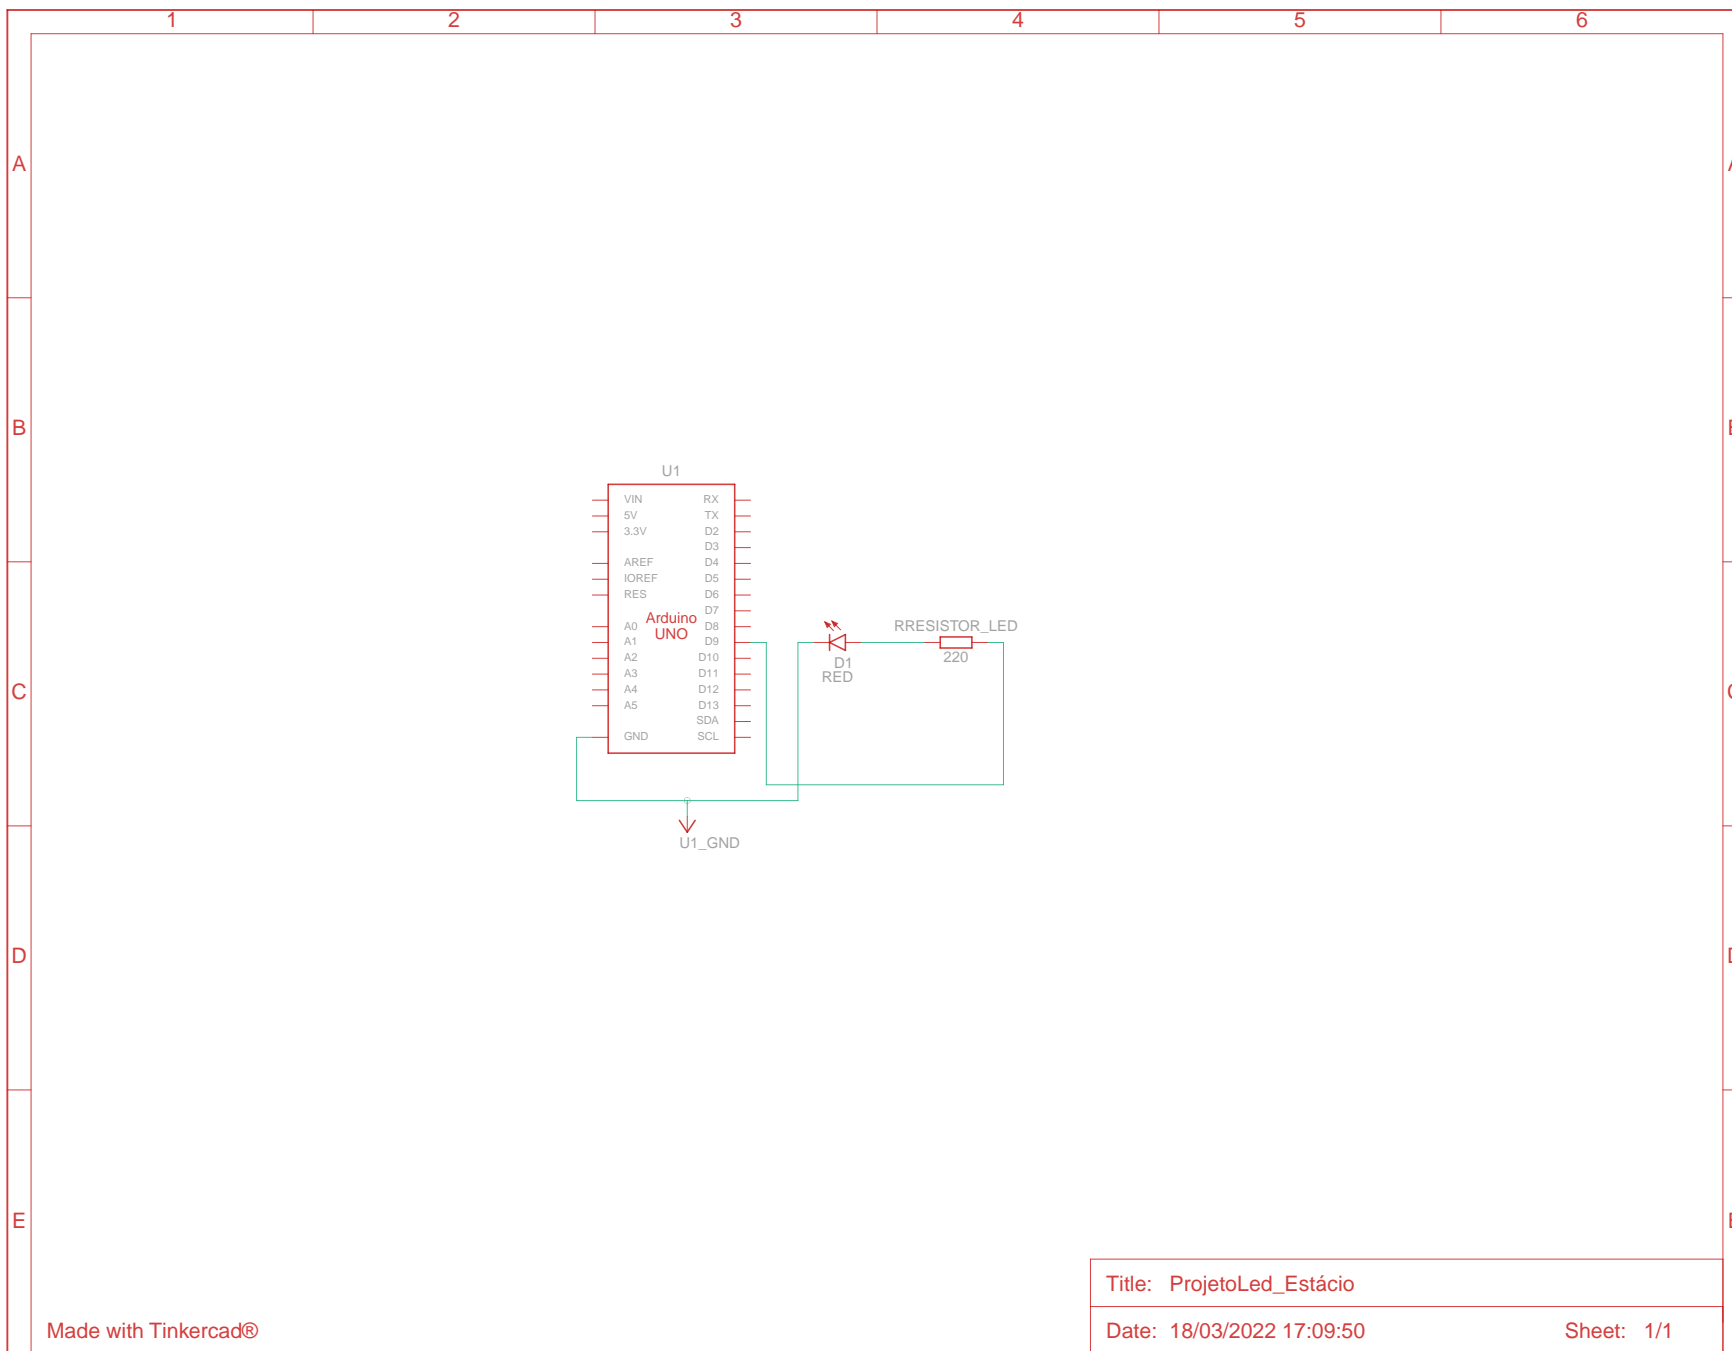 1 2 3 4 5 6
A
B
C
D
E
U1
VIN RX
5V TX
3.3V D2
D3
AREF D4
IOREF D5
RES D6
D7
Arduino
UNO
A0 D8
A1 D9
A2 D10
A3 D11
A4 D12
A5 D13
SDA
GND SCL
RRESISTOR_LED
220
D1
RED
U1_GND
Title: ProjetoLed_Estácio
Date: 18/03/2022 17:09:50 Sheet: 1/1
Made with Tinkercad®